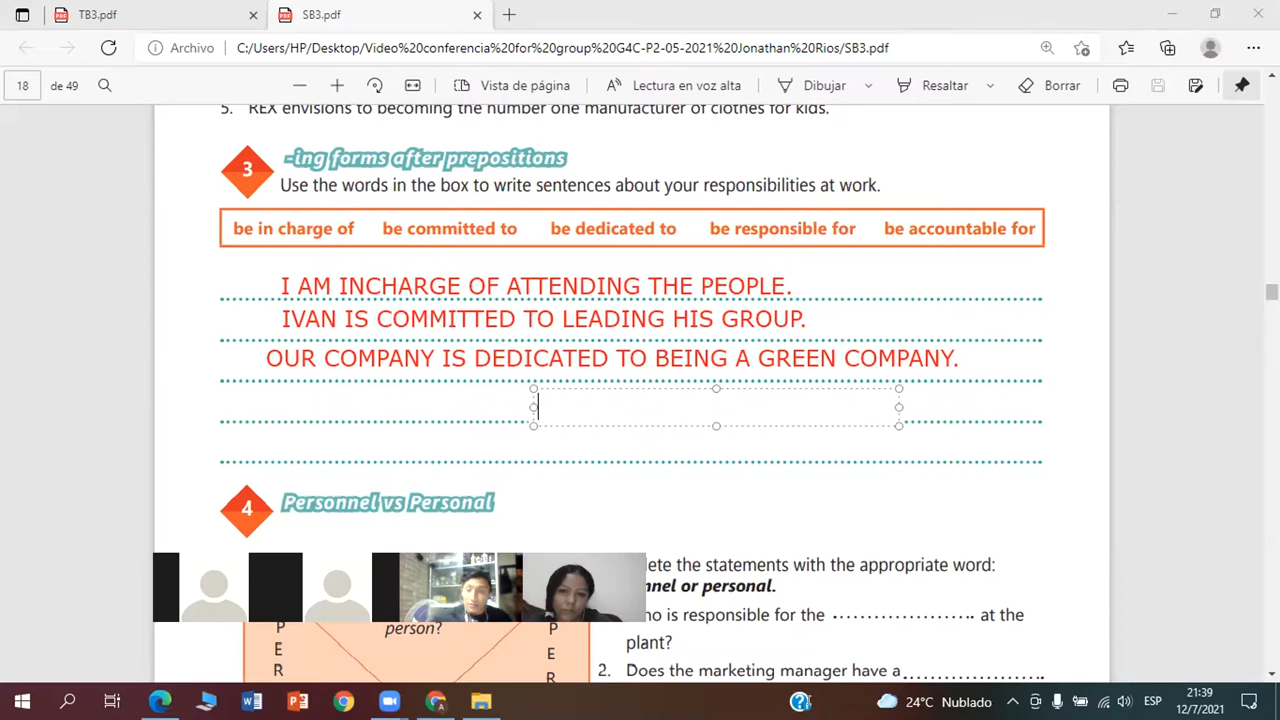 TB3.pdf
SB3.pdf
Archivo C:/Users/HP/Desktop/Video%20conferencia%20for%20group%20G4C-P2-05-2021%20Jonathan%20Rios/SB3.pdf
18 de 49 Vista de página Lectura en voz alta Dibujar Resaltar Borrar
5. REX envisions to becoming the number one manufacturer of clothes for kids.
3 -ing forms after prepositions
Use the words in the box to write sentences about your responsibilities at work.
be in charge of be committed to be dedicated to be responsible for be accountable for
I AM INCHARGE OF ATTENDING THE PEOPLE.
IVAN IS COMMITTED TO LEADING HIS GROUP.
OUR COMPANY IS DEDICATED TO BEING A GREEN COMPANY.
4 Personnel vs Personal
lete the statements with the appropriate word:
nnel or personal.
ho is responsible for the at the
plant?
person?
P
E
R
P
E
R
2. Does the marketing manager have a
24°C Nublado ESP 21:39
12/7/2021